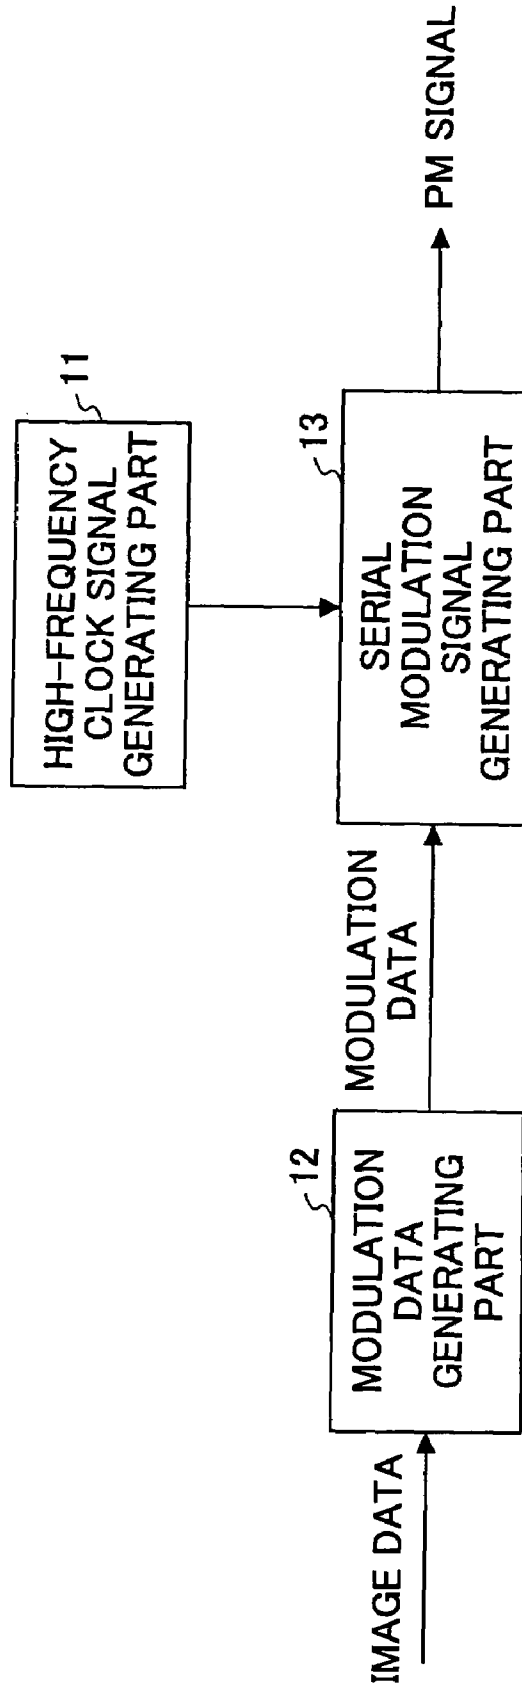 HIGH-FREQUENCY
CLOCK SIGNAL
GENERATING PART
11
IMAGE DATA
MODULATION
DATA
GENERATING
PART
12
MODULATION
DATA
SERIAL
MODULATION
SIGNAL
GENERATING PART
13
PM SIGNAL